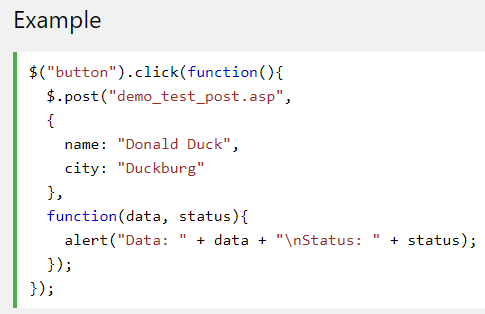 Example
$("button").click(function(){
  $.post("demo_test_post.asp",
  {
    name: "Donald Duck",
    city: "Duckburg"
  },
  function(data, status){
    alert("Data: " + data + "\nStatus: " + status);
  });
});